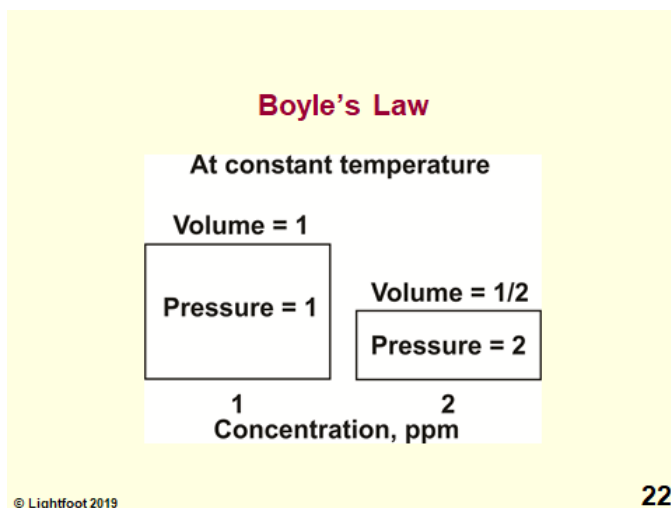 Boyle's Law
At constant temperature
Volume = 1
Pressure = 1
Volume = 1/2
Pressure = 2
1 2
Concentration, ppm
© Lightfoot 2019
22